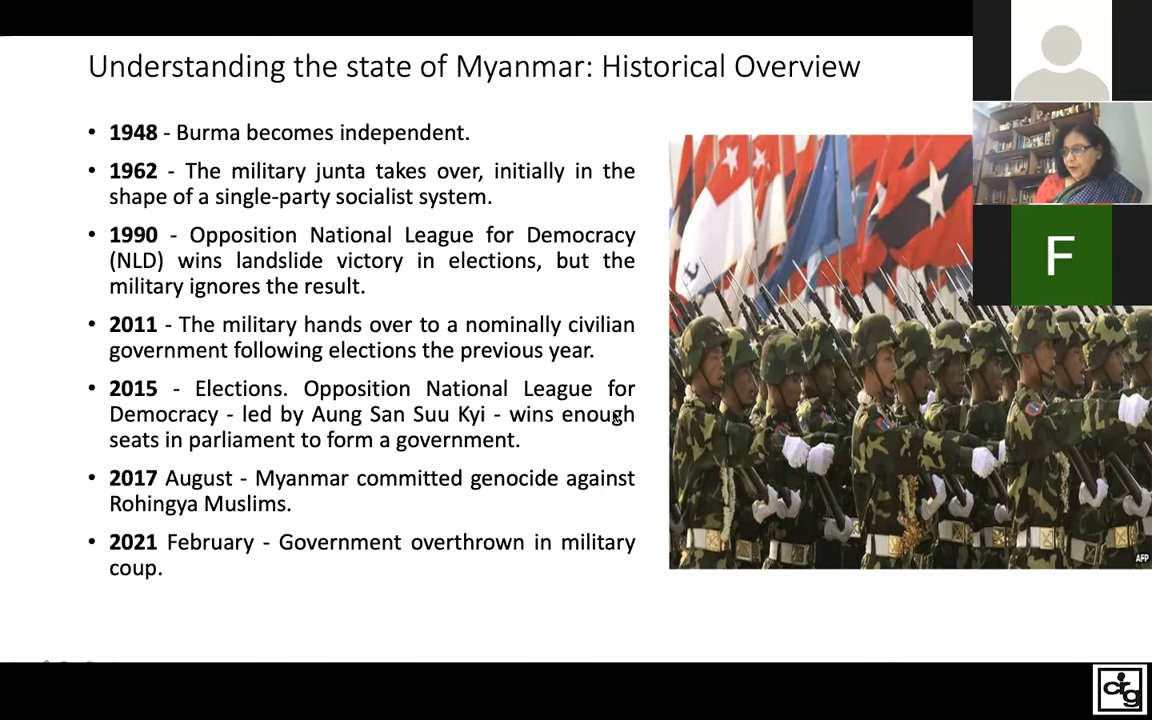 Understanding the state of Myanmar: Historical Overview
• 1948 - Burma becomes independent.
• 1962 - The military junta takes over, initially in the
shape of a single-party socialist system.
• 1990 - Opposition National League for Democracy
(NLD) wins landslide victory in elections, but the
military ignores the result.
• 2011 - The military hands over to a nominally civilian
government following elections the previous year.
• 2015 - Elections. Opposition National League for
Democracy - led by Aung San Suu Kyi - wins enough
seats in parliament to form a government.
• 2017 August - Myanmar committed genocide against
Rohingya Muslims.
• 2021 February - Government overthrown in military
coup.
F
AFP
cig